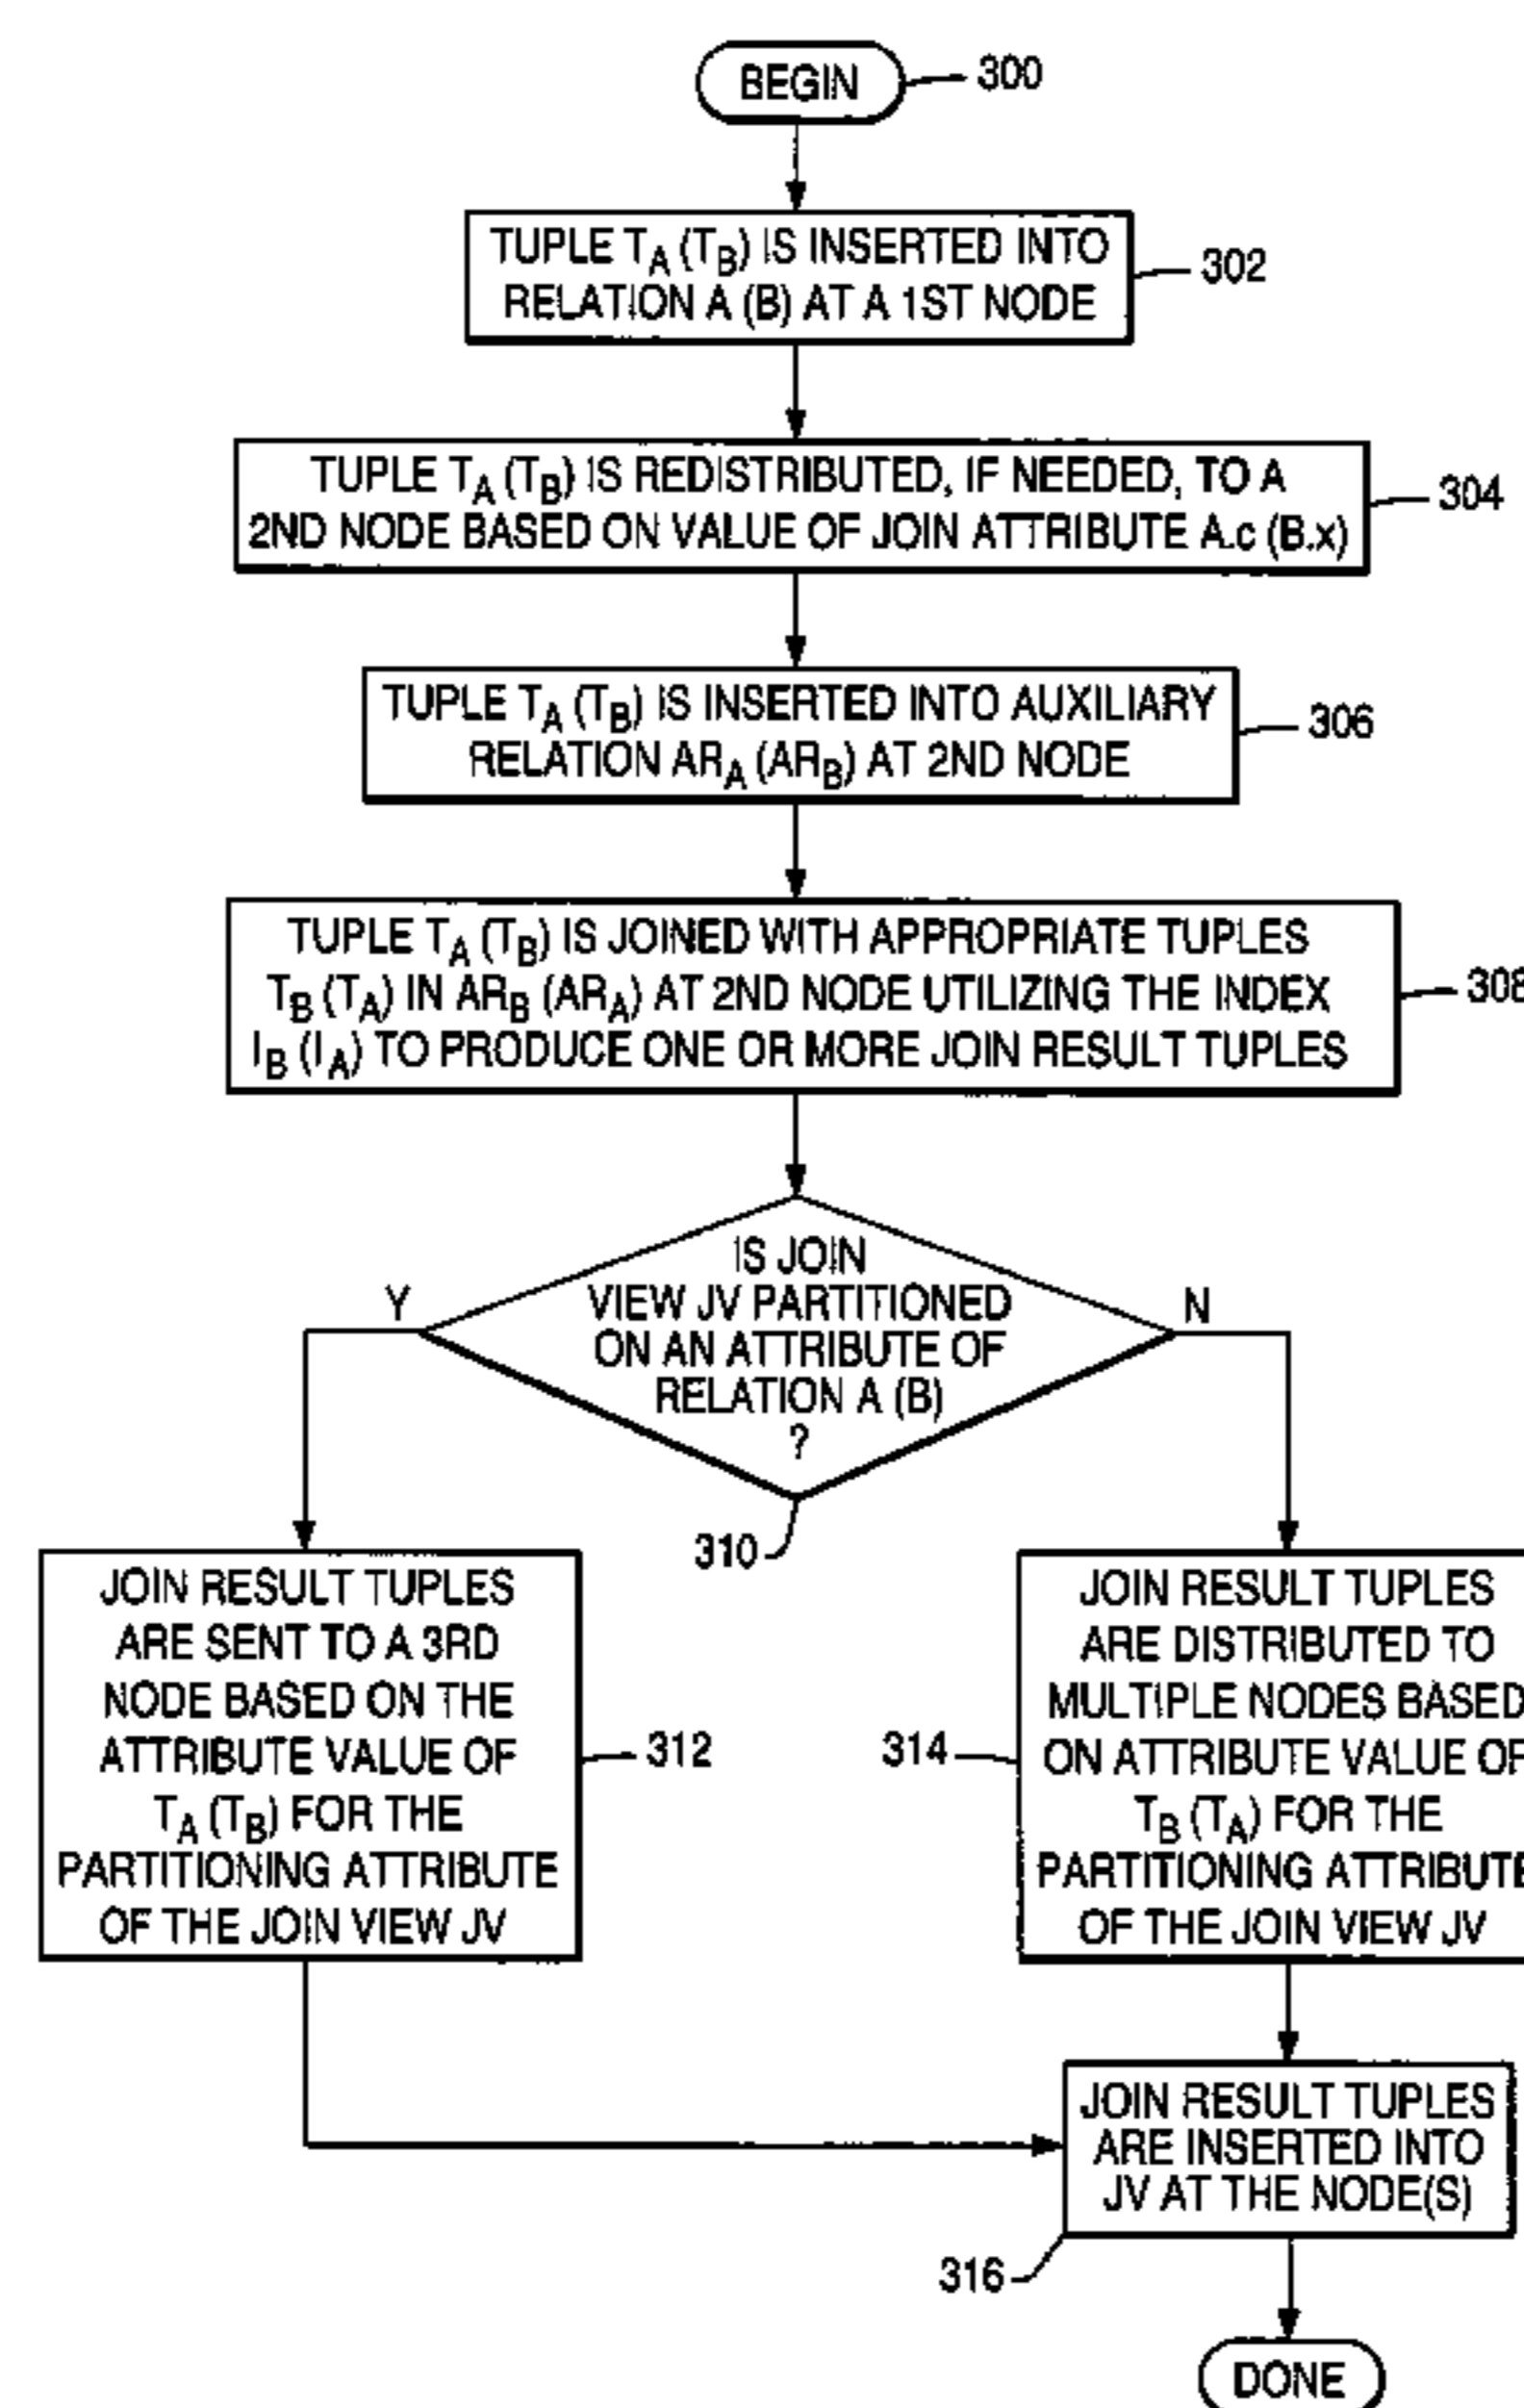 BEGIN
300
TUPLE TA (TB) IS INSERTED INTO
RELATION A (B) AT A 1ST NODE
302
TUPLE TA (TB) IS REDISTRIBUTED, IF NEEDED, TO A
2ND NODE BASED ON VALUE OF JOIN ATTRIBUTE A.c (B.x)
304
TUPLE TA (TB) IS INSERTED INTO AUXILIARY
RELATION ARA (ARB) AT 2ND NODE
306
TUPLE TA (TB) IS JOINED WITH APPROPRIATE TUPLES
TB (TA) IN ARB (ARA) AT 2ND NODE UTILIZING THE INDEX
IB (IA) TO PRODUCE ONE OR MORE JOIN RESULT TUPLES
308
IS JOIN
VIEW JV PARTITIONED
ON AN ATTRIBUTE OF
RELATION A (B)
?
Y
N
310
JOIN RESULT TUPLES
ARE SENT TO A 3RD
NODE BASED ON THE
ATTRIBUTE VALUE OF
TA (TB) FOR THE
PARTITIONING ATTRIBUTE
OF THE JOIN VIEW JV
312
314
JOIN RESULT TUPLES
ARE DISTRIBUTED TO
MULTIPLE NODES BASED
ON ATTRIBUTE VALUE OF
TB (TA) FOR THE
PARTITIONING ATTRIBUTE
OF THE JOIN VIEW JV
JOIN RESULT TUPLES
ARE INSERTED INTO
JV AT THE NODE(S)
316
DONE